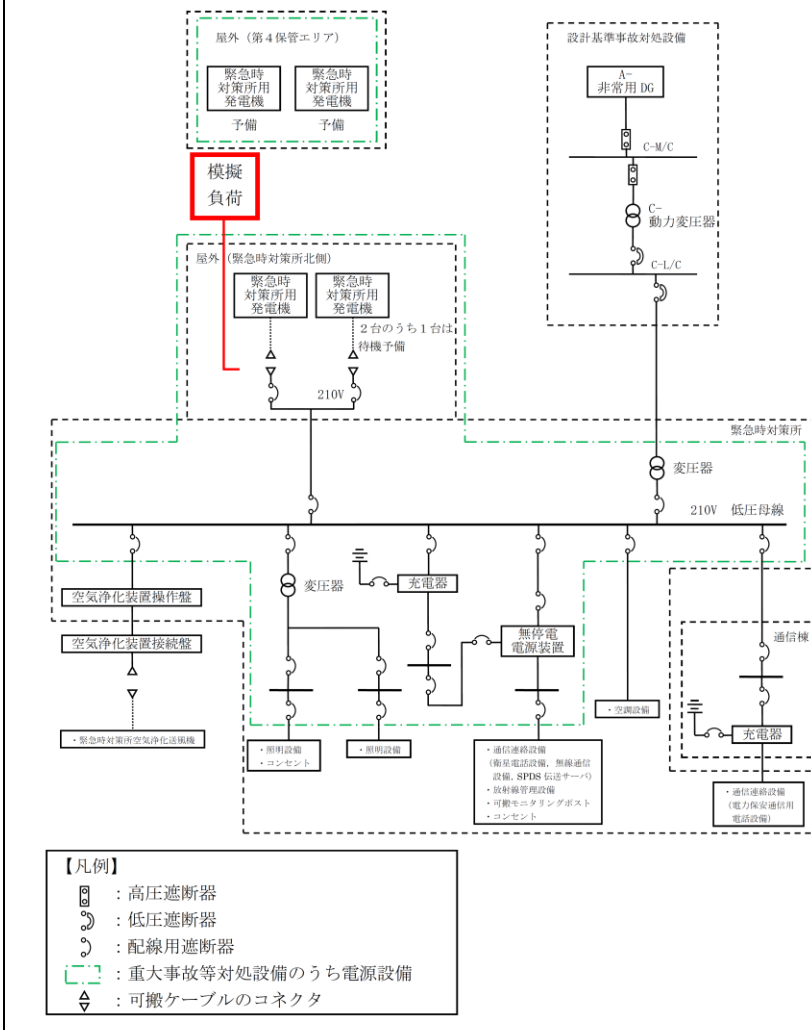 屋外（第４保管エリア）
緊急時
対策所用
発電機
予備
緊急時
対策所用
発電機
予備
模擬
負荷
設計基準事故対処設備
A-
非常用 DG
C-M/C
C-
動力変圧器
C-L/C
屋外（緊急時対策所北側）
緊急時
対策所用
発電機
緊急時
対策所用
発電機
２台のうち１台は
待機予備
210V
緊急時対策所
変圧器
210V 低圧母線
空気浄化装置操作盤
空気浄化装置接続盤
・緊急時対策所空気浄化送風機
変圧器
充電器
無停電
電源装置
・照明設備
・コンセント
・照明設備
・通信連絡設備
（衛星電話設備，無線通信
設備，SPDS 伝送サーバ）
・放射線管理設備
・可搬モニタリングポスト
・コンセント
・空調設備
通信棟
充電器
・通信連絡設備
（電力保安通信用
電話設備）
【凡例】
：高圧遮断器
：低圧遮断器
：配線用遮断器
：重大事故等対処設備のうち電源設備
：可搬ケーブルのコネクタ